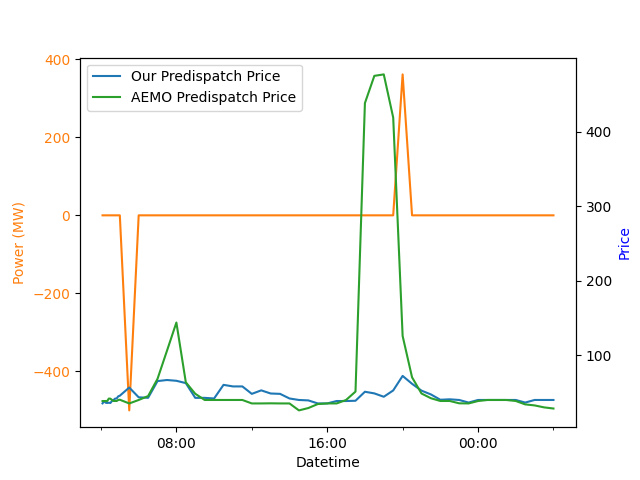 Our Predispatch Price
AEMO Predispatch Price
400
200
0
−200
−400
Power (MW)
400
300
200
100
Price
08:00
16:00
00:00
Datetime